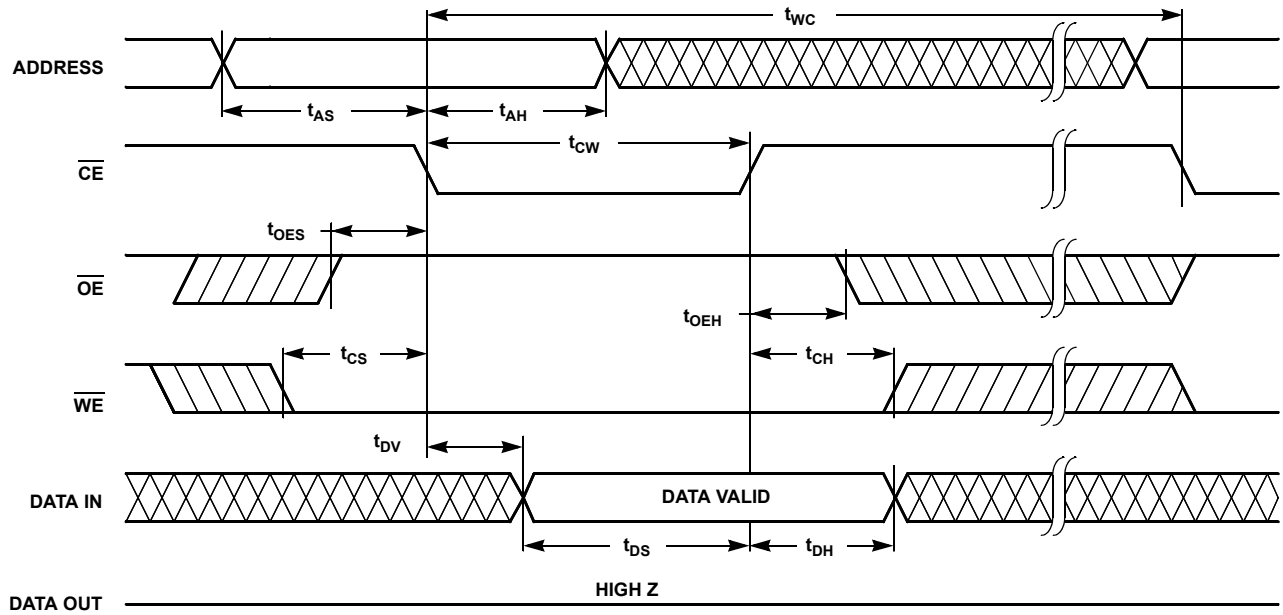 tWC
ADDRESS
tAS
tAH
CE
tCW
tOES
OE
tOEH
tCS
tCH
WE
tDV
DATA IN
DATA VALID
tDS
tDH
HIGH Z
DATA OUT